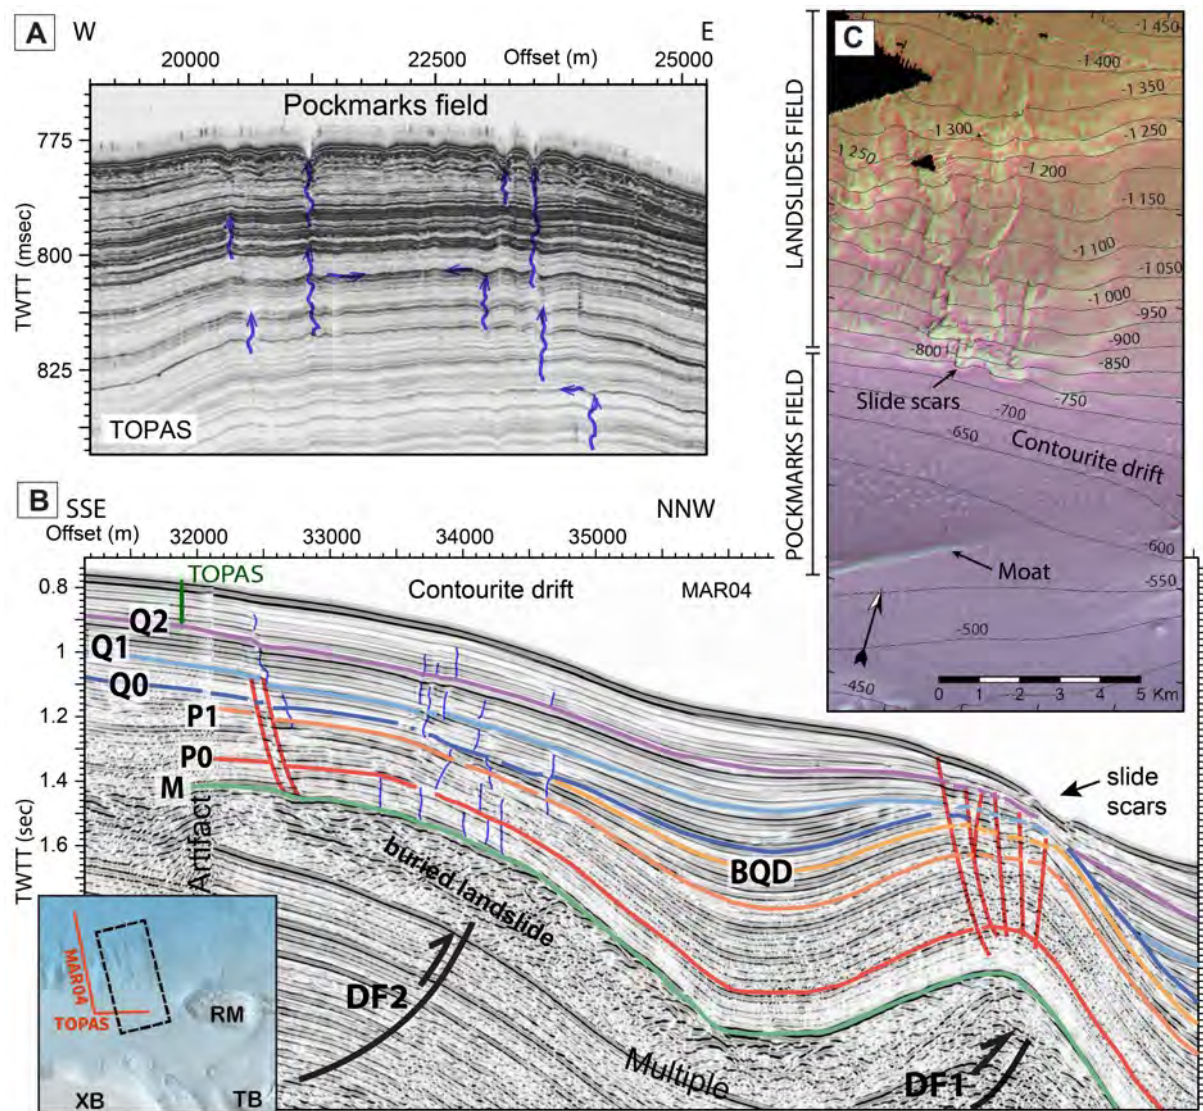 A
W
E
20000
22500
Offset (m)
25000
Pockmarks field
775
800
825
TWTT (msec)
TOPAS
B
SSE
NNW
Offset (m)
32000
33000
34000
35000
TOPAS
Contourite drift
MAR04
0.8
1
1.2
1.4
1.6
TWTT (sec)
Q2
Q1
Q0
P1
P0
M
Artifact
buried landslide
BQD
slide
scars
DF2
DF1
Multiple
MAR04
TOPAS
RM
XB
TB
C
LANDSLIDES FIELD
POCKMARKS FIELD
-1 450
-1 400
-1 350
-1 300
-1 250
-1 250
-1 200
-1 150
-1 100
-1 050
-1 000
-950
-900
-800
-850
Slide scars
-750
-700
-650
Contourite drift
-600
Moat
-550
-500
-450
0
1
2
3
4
5
Km